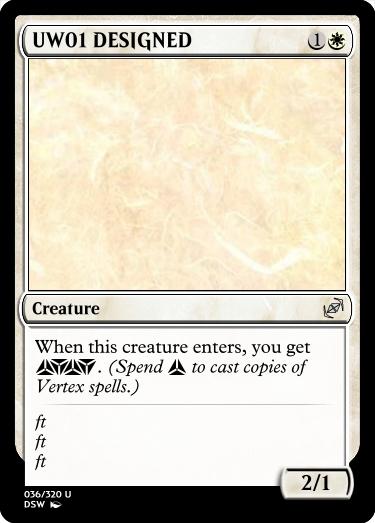 UW01 DESIGNED 1
Creature
When this creature enters, you get
. (Spend to cast copies of
Vertex spells.)
ft
ft
ft
2/1
036/320 U
DSW